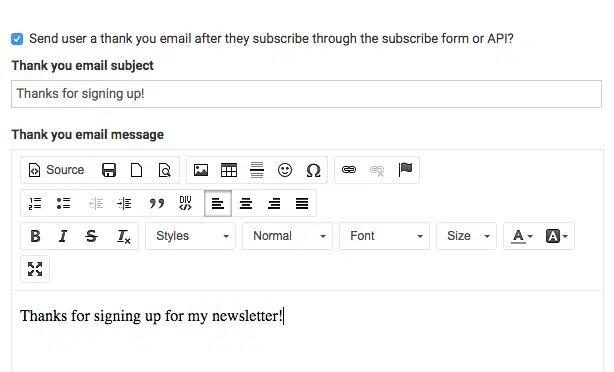 Send user a thank you email after they subscribe through the subscribe form or API?
Thank you email subject
Thanks for signing up!
Thank you email message
Source
DIV
B I S Tx Styles Normal Font Size A A
Thanks for signing up for my newsletter!